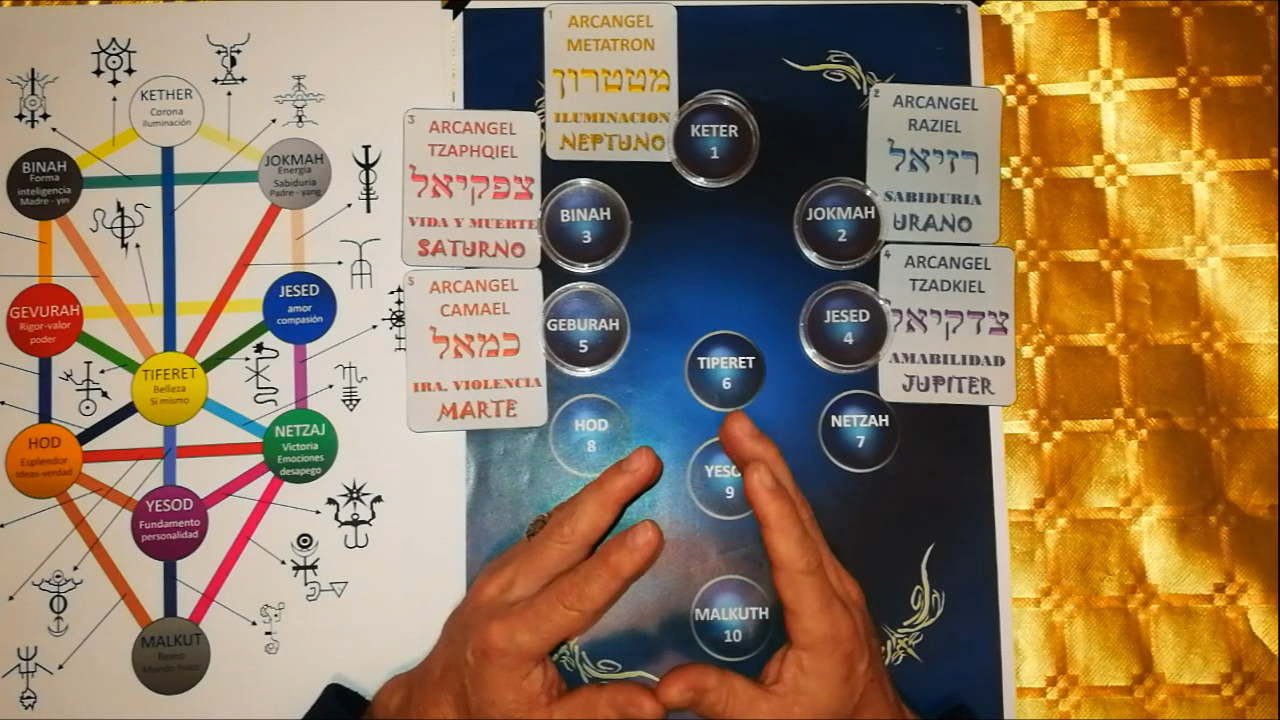 KETHER
Corona
iluminación
BINAH
Forma
inteligencia
Madre - yin
JOKMAH
Energia
Sabiduria
Padre - yang
GEVURAH
Rigor-valor
poder
JESED
amor
compasión
TIFERET
Belleza
Sí mismo
HOD
Esplendor
Ideas-verdad
NETZAJ
Victoria
Emociones
desapego
YESOD
Fundamento
personalidad
MALKUT
Reino
Mundo físico
1
ARCANGEL
METATRON
מטטרון
ILUMINACION
NEPTUNO
KETER
1
2
ARCANGEL
RAZIEL
רזיאל
SABIDURIA
URANO
3
ARCANGEL
TZAPHQIEL
צפקיאל
VIDA Y MUERTE
SATURNO
BINAH
3
JOKMAH
2
4
ARCANGEL
TZADKIEL
צדקיאל
AMABILIDAD
JUPITER
5
ARCANGEL
CAMAEL
כמאל
IRA. VIOLENCIA
MARTE
GEBURAH
5
JESED
4
TIPERET
6
HOD
8
NETZAH
7
YESO
9
MALKUTH
10